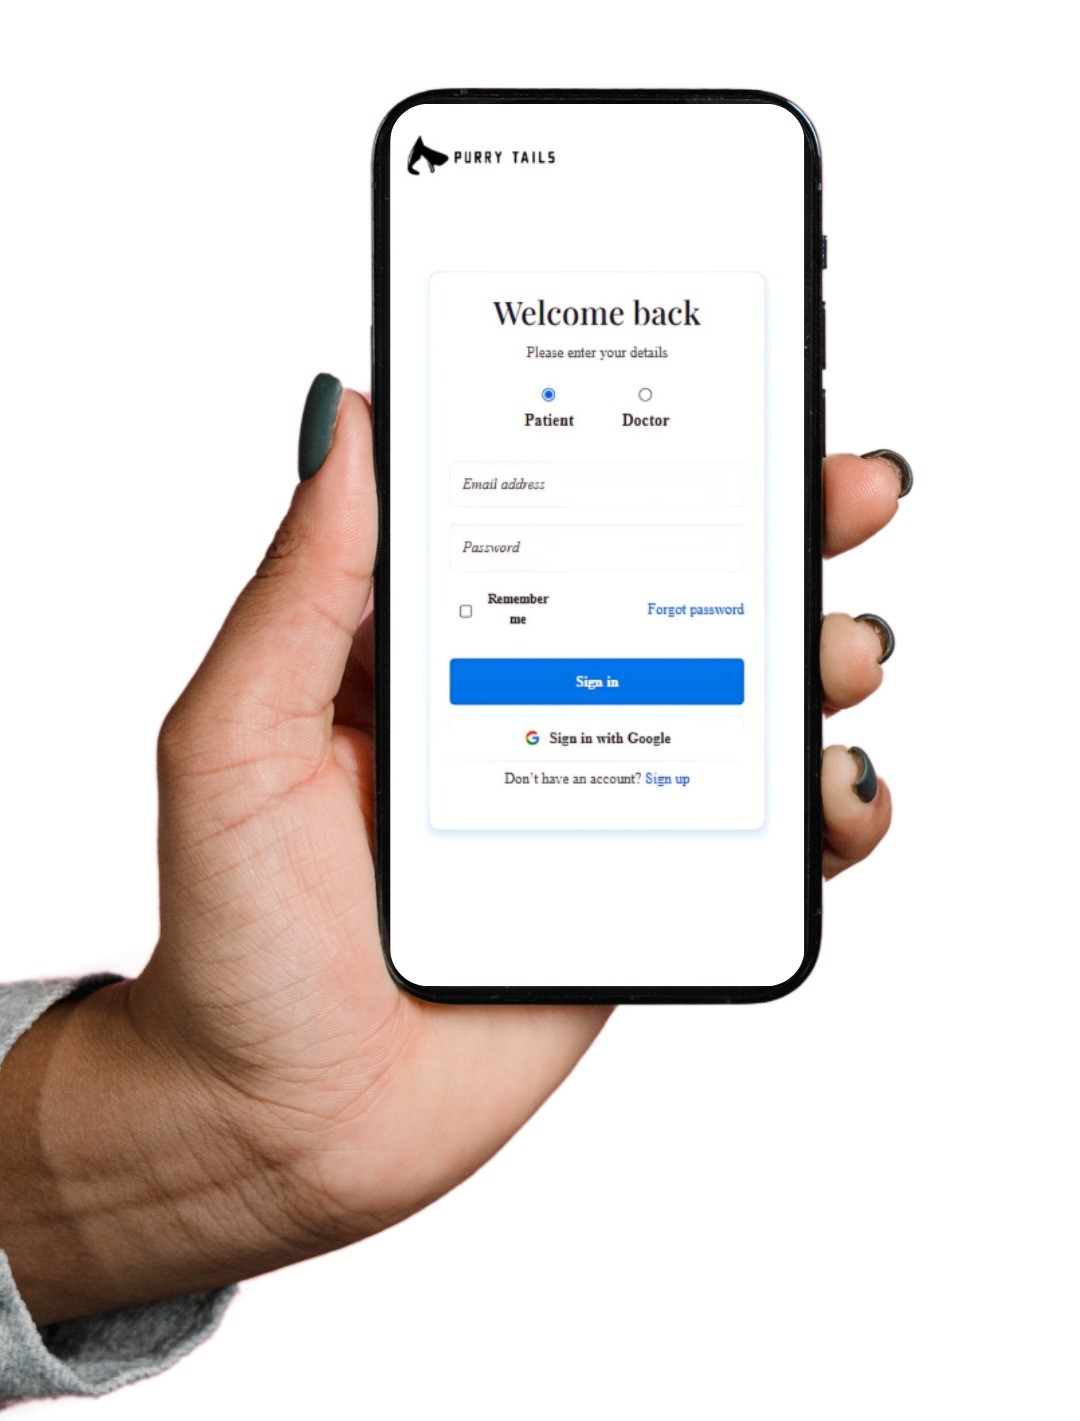 PURRY TAILS
Welcome back
Please enter your details
Patient Doctor
Email address
Password
Remember
me
Forgot password
Sign in
Sign in with Google
Don't have an account? Sign up